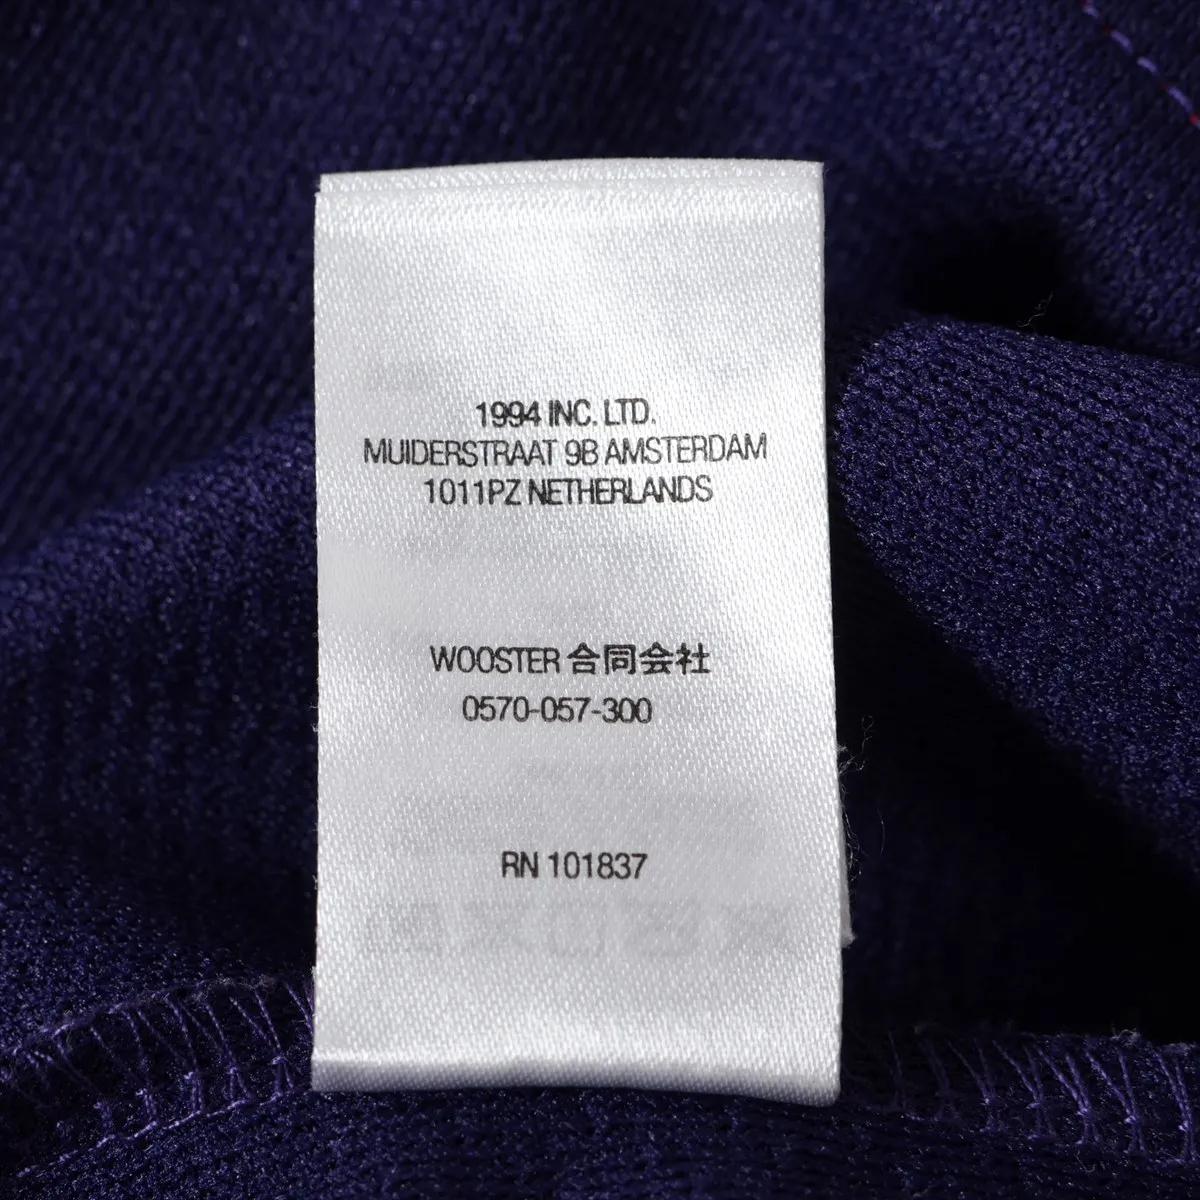 1994 INC. LTD.
MUIDERSTRAAT 9B AMSTERDAM
1011PZ NETHERLANDS
WOOSTER 合同会社
0570-057-300
RN 101837